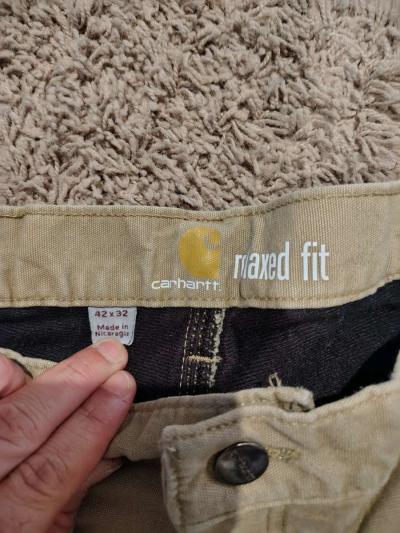 carhartt
relaxed fit
42 x 32
Made in
Nicaragua